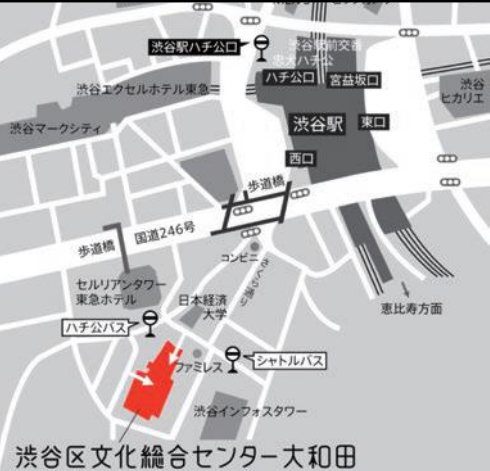 渋谷駅ハチ公口
渋谷駅前交番
忠犬ハチ公
ハチ公口
宮益坂口
渋谷エクセルホテル東急
渋谷
ヒカリエ
渋谷マークシティ
渋谷駅
東口
西口
歩道橋
国道246号
歩道橋
コンビニ
さくら通り
セルリアンタワー
東急ホテル
日本経済
大学
恵比寿方面
ハチ公バス
ファミレス
シャトルバス
渋谷インフォスタワー
渋谷区文化総合センター大和田